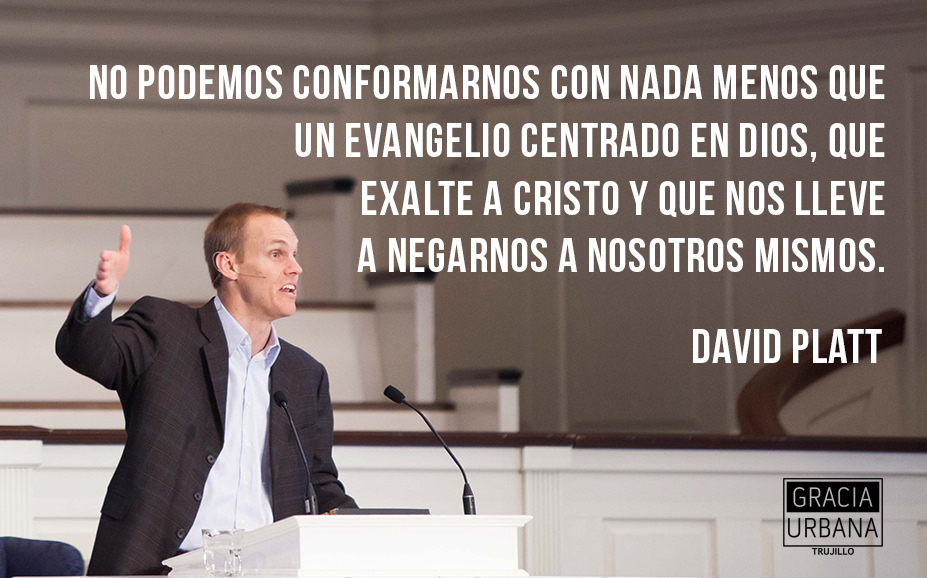 NO PODEMOS CONFORMARNOS CON NADA MENOS QUE
UN EVANGELIO CENTRADO EN DIOS, QUE
EXALTE A CRISTO Y QUE NOS LLEVE
A NEGARNOS A NOSOTROS MISMOS.
DAVID PLATT
GRACIA
URBANA
TRUJILLO